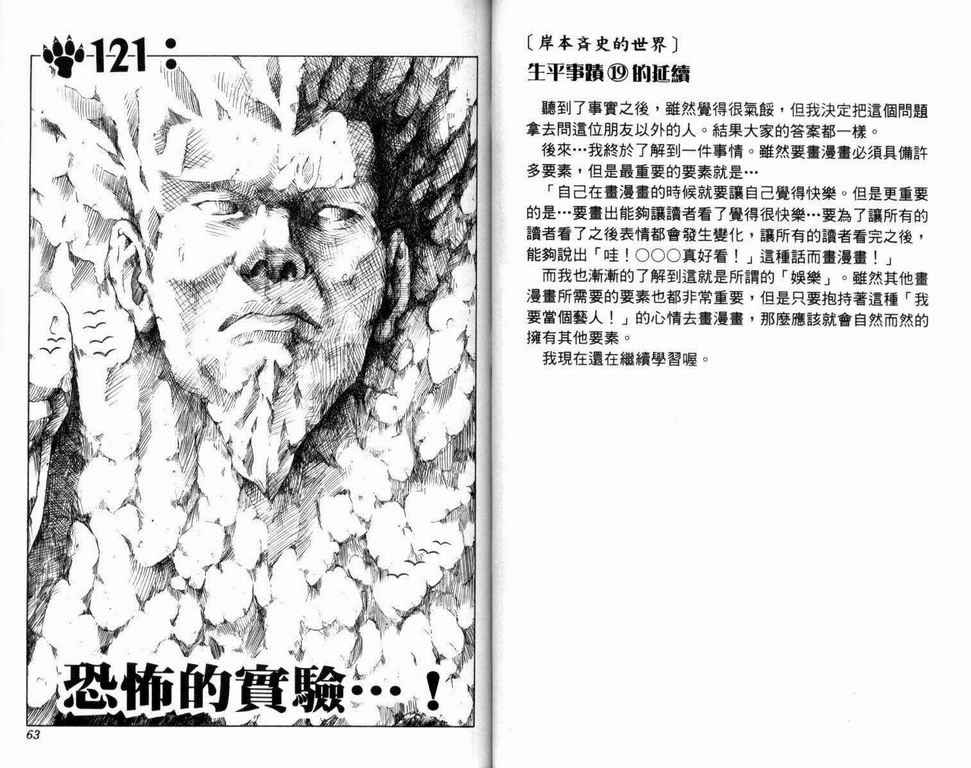 121：
恐怖的實驗…！
63
〔岸本斉史的世界〕
生平事蹟⑲的延續
聽到了事實之後，雖然覺得很氣餒，但我決定把這個問題
拿去問這位朋友以外的人。結果大家的答案都一樣。
後來…我終於了解到一件事情。雖然要畫漫畫必須具備許
多要素，但是最重要的要素就是…
「自己在畫漫畫的時候就要讓自己覺得快樂。但是更重要
的是…要畫出能夠讓讀者看了覺得很快樂…要為了讓所有的
讀者看了之後表情都會發生變化，讓所有的讀者看完之後，
能夠說出「哇！○○○真好看！」這種話而畫漫畫！」
而我也漸漸的了解到這就是所謂的「娛樂」。雖然其他畫
漫畫所需要的要素也都非常重要，但是只要抱持著這種「我
要當個藝人！」的心情去畫漫畫，那麼應該就會自然而然的
擁有其他要素。
我現在還在繼續學習喔。